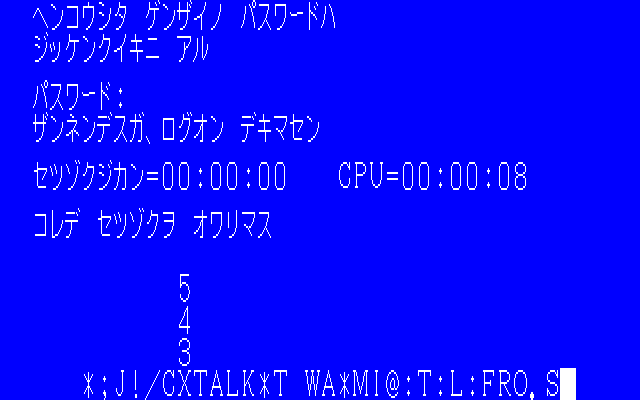 ヘンコウシタ ゲンザイノ パスワードハ
ジッケンクイキニ アル
パスワード:
ザンネンデスガ、ログオン デキマセン
セツゾクジカン=00:00:00 CPU=00:00:08
コレデ セツゾクヲ オワリマス
5
4
3
*;J!/CXTALK*T WA*MI@:T:L:FRO.S